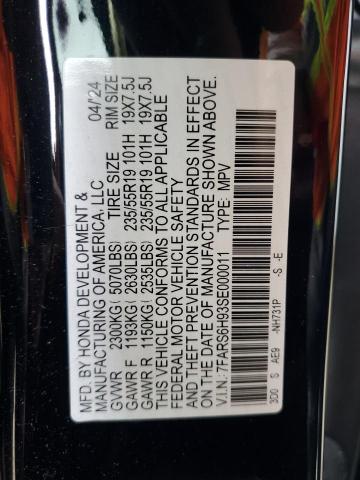 MFD. BY HONDA DEVELOPMENT & 04/'24
MANUFACTURING OF AMERICA, LLC
GVWR 2300KG (5070LBS) TIRE SIZE RIM SIZE
GAWR F 1193KG (2630LBS) 235/55R19 101H 19X7.5J
GAWR R 1150KG (2535LBS) 235/55R19 101H 19X7.5J
THIS VEHICLE CONFORMS TO ALL APPLICABLE
FEDERAL MOTOR VEHICLE SAFETY
AND THEFT PREVENTION STANDARDS IN EFFECT
ON THE DATE OF MANUFACTURE SHOWN ABOVE.
V.I.N.: 7FARS6H93SE000011 TYPE: MPV
3D0 S AE9 -NH731P -S -E